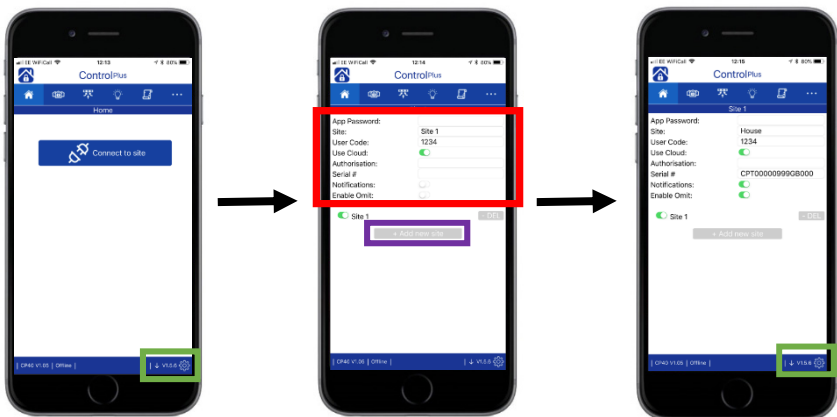 EE WiFiCall 12:13 80%
ControlPlus
Home
Connect to site
| CP40 V1.05 | Offline | | ↓ V1.5.6
EE WiFiCall 12:14 80%
ControlPlus
App Password:
Site: Site 1
User Code: 1234
Use Cloud:
Authorisation:
Serial #
Notifications:
Enable Omit:
Site 1 - DEL
+ Add new site
| CP40 V1.05 | Offline | | ↓ V1.5.6
EE WiFiCall 12:15 80%
ControlPlus
Site 1
App Password:
Site: House
User Code: 1234
Use Cloud:
Authorisation:
Serial # CPT00000999GB000
Notifications:
Enable Omit:
Site 1 - DEL
+ Add new site
| CP40 V1.05 | Offline | | ↓ V1.5.6